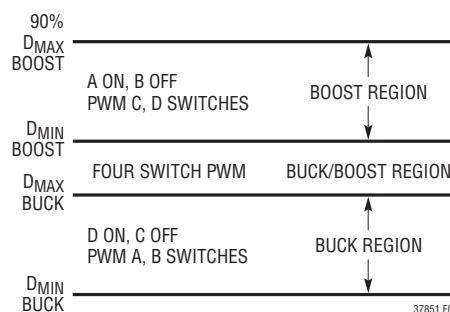 90%
DMAX
BOOST
A ON, B OFF
PWM C, D SWITCHES
BOOST REGION
DMIN
BOOST
FOUR SWITCH PWM
BUCK/BOOST REGION
DMAX
BUCK
D ON, C OFF
PWM A, B SWITCHES
BUCK REGION
DMIN
BUCK
37851 F0